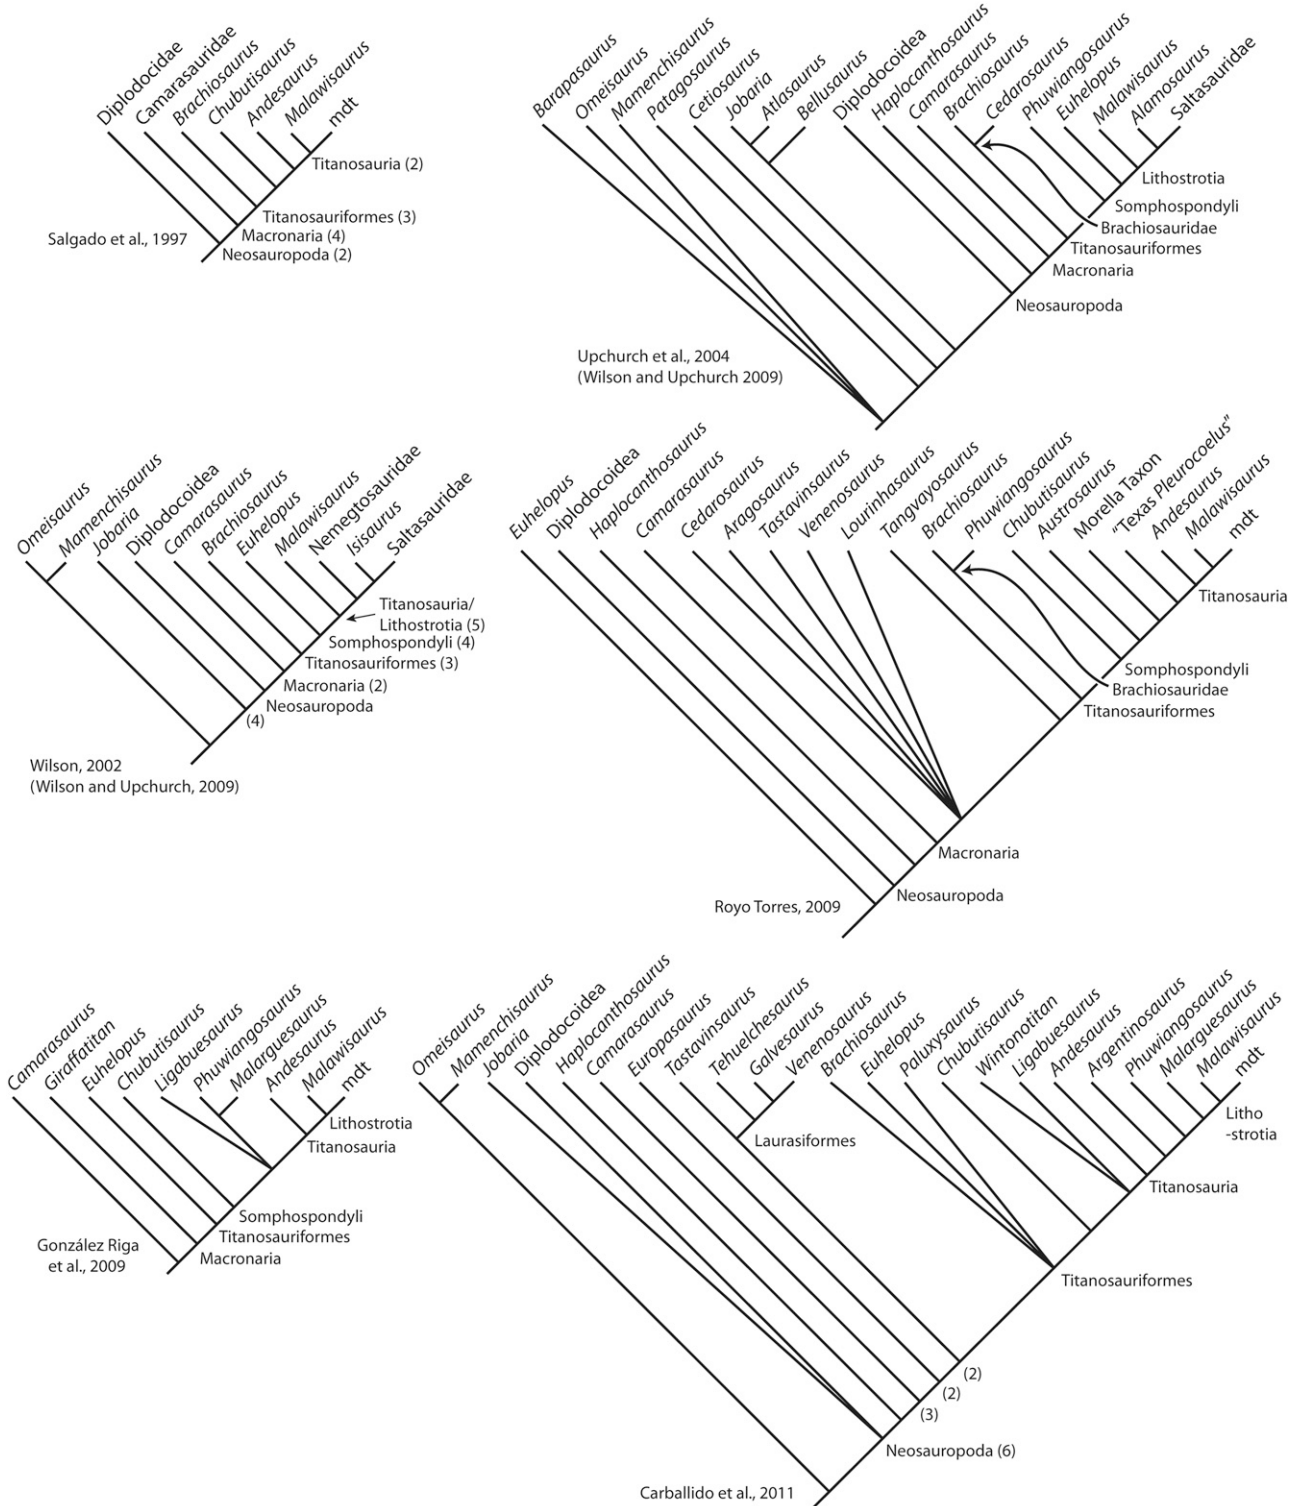 Diplodocidae
Camarasauridae
Brachiosaurus
Chubutisaurus
Andesaurus
Malawisaurus
mdt
Titanosauria (2)
Titanosauriformes (3)
Macronaria (4)
Neosauropoda (2)
Salgado et al., 1997
Barapasaurus
Omeisaurus
Mamenchisaurus
Patagosaurus
Cetiosaurus
Jobaria
Atlasaurus
Bellusaurus
Diplodocoidea
Haplocanthosaurus
Camarasaurus
Brachiosaurus
Cedarosaurus
Phuwiangosaurus
Euhelopus
Malawisaurus
Alamosaurus
Saltasauridae
Lithostrotia
Somphospondyli
Brachiosauridae
Titanosauriformes
Macronaria
Neosauropoda
Upchurch et al., 2004
(Wilson and Upchurch 2009)
Omeisaurus
Mamenchisaurus
Jobaria
Diplodocoidea
Camarasaurus
Brachiosaurus
Euhelopus
Malawisaurus
Nemegtosauridae
Isisaurus
Saltasauridae
Titanosauria/
Lithostrotia (5)
Somphospondyli (4)
Titanosauriformes (3)
Macronaria (2)
Neosauropoda
(4)
Wilson, 2002
(Wilson and Upchurch, 2009)
Euhelopus
Diplodocoidea
Haplocanthosaurus
Camarasaurus
Cedarosaurus
Aragosaurus
Tastavinsaurus
Venenosaurus
Lourinhasaurus
Tangvayosaurus
Brachiosaurus
Phuwiangosaurus
Chubutisaurus
Austrosaurus
Morella Taxon
"Texas Pleurocoelus"
Andesaurus
Malawisaurus
mdt
Titanosauria
Somphospondyli
Brachiosauridae
Titanosauriformes
Macronaria
Neosauropoda
Royo Torres, 2009
Camarasaurus
Giraffatitan
Euhelopus
Chubutisaurus
Ligabuesaurus
Phuwiangosaurus
Malarguesaurus
Andesaurus
Malawisaurus
mdt
Lithostrotia
Titanosauria
Somphospondyli
Titanosauriformes
Macronaria
González Riga
et al., 2009
Omeisaurus
Mamenchisaurus
Jobaria
Diplodocoidea
Haplocanthosaurus
Camarasaurus
Europasaurus
Tastavinsaurus
Tehuelchesaurus
Galvesaurus
Venenosaurus
Brachiosaurus
Euhelopus
Paluxysaurus
Chubutisaurus
Wintonotitan
Ligabuesaurus
Andesaurus
Argentinosaurus
Phuwiangosaurus
Malarguesaurus
Malawisaurus
mdt
Litho
-strotia
Laurasiformes
Titanosauria
Titanosauriformes
(2)
(2)
(3)
Neosauropoda (6)
Carballido et al., 2011